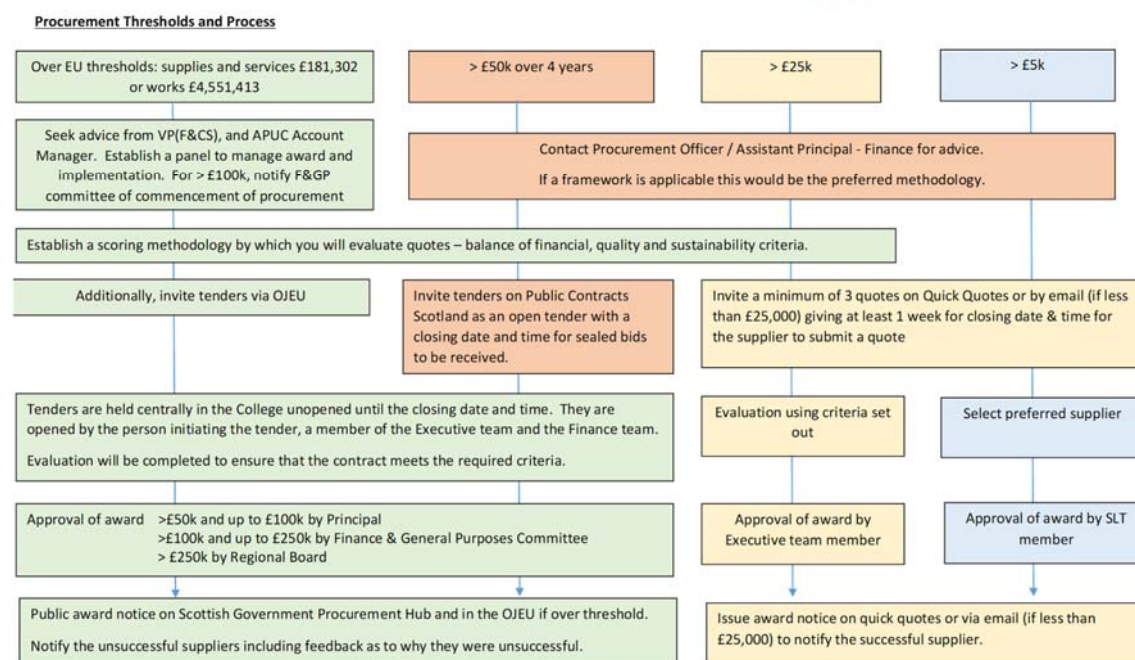 Procurement Thresholds and Process
Over EU thresholds: supplies and services £181,302
or works £4,551,413
> £50k over 4 years
> £25k
> £5k
Seek advice from VP(F&CS), and APUC Account
Manager. Establish a panel to manage award and
implementation. For > £100k, notify F&GP
committee of commencement of procurement
Contact Procurement Officer / Assistant Principal - Finance for advice.
If a framework is applicable this would be the preferred methodology.
Establish a scoring methodology by which you will evaluate quotes – balance of financial, quality and sustainability criteria.
Additionally, invite tenders via OJEU
Invite tenders on Public Contracts
Scotland as an open tender with a
closing date and time for sealed bids
to be received.
Invite a minimum of 3 quotes on Quick Quotes or by email (if less
than £25,000) giving at least 1 week for closing date & time for
the supplier to submit a quote
Tenders are held centrally in the College unopened until the closing date and time. They are
opened by the person initiating the tender, a member of the Executive team and the Finance team.
Evaluation will be completed to ensure that the contract meets the required criteria.
Evaluation using criteria set
out
Select preferred supplier
Approval of award >£50k and up to £100k by Principal
>£100k and up to £250k by Finance & General Purposes Committee
> £250k by Regional Board
Approval of award by
Executive team member
Approval of award by SLT
member
Public award notice on Scottish Government Procurement Hub and in the OJEU if over threshold.
Notify the unsuccessful suppliers including feedback as to why they were unsuccessful.
Issue award notice on quick quotes or via email (if less than
£25,000) to notify the successful supplier.